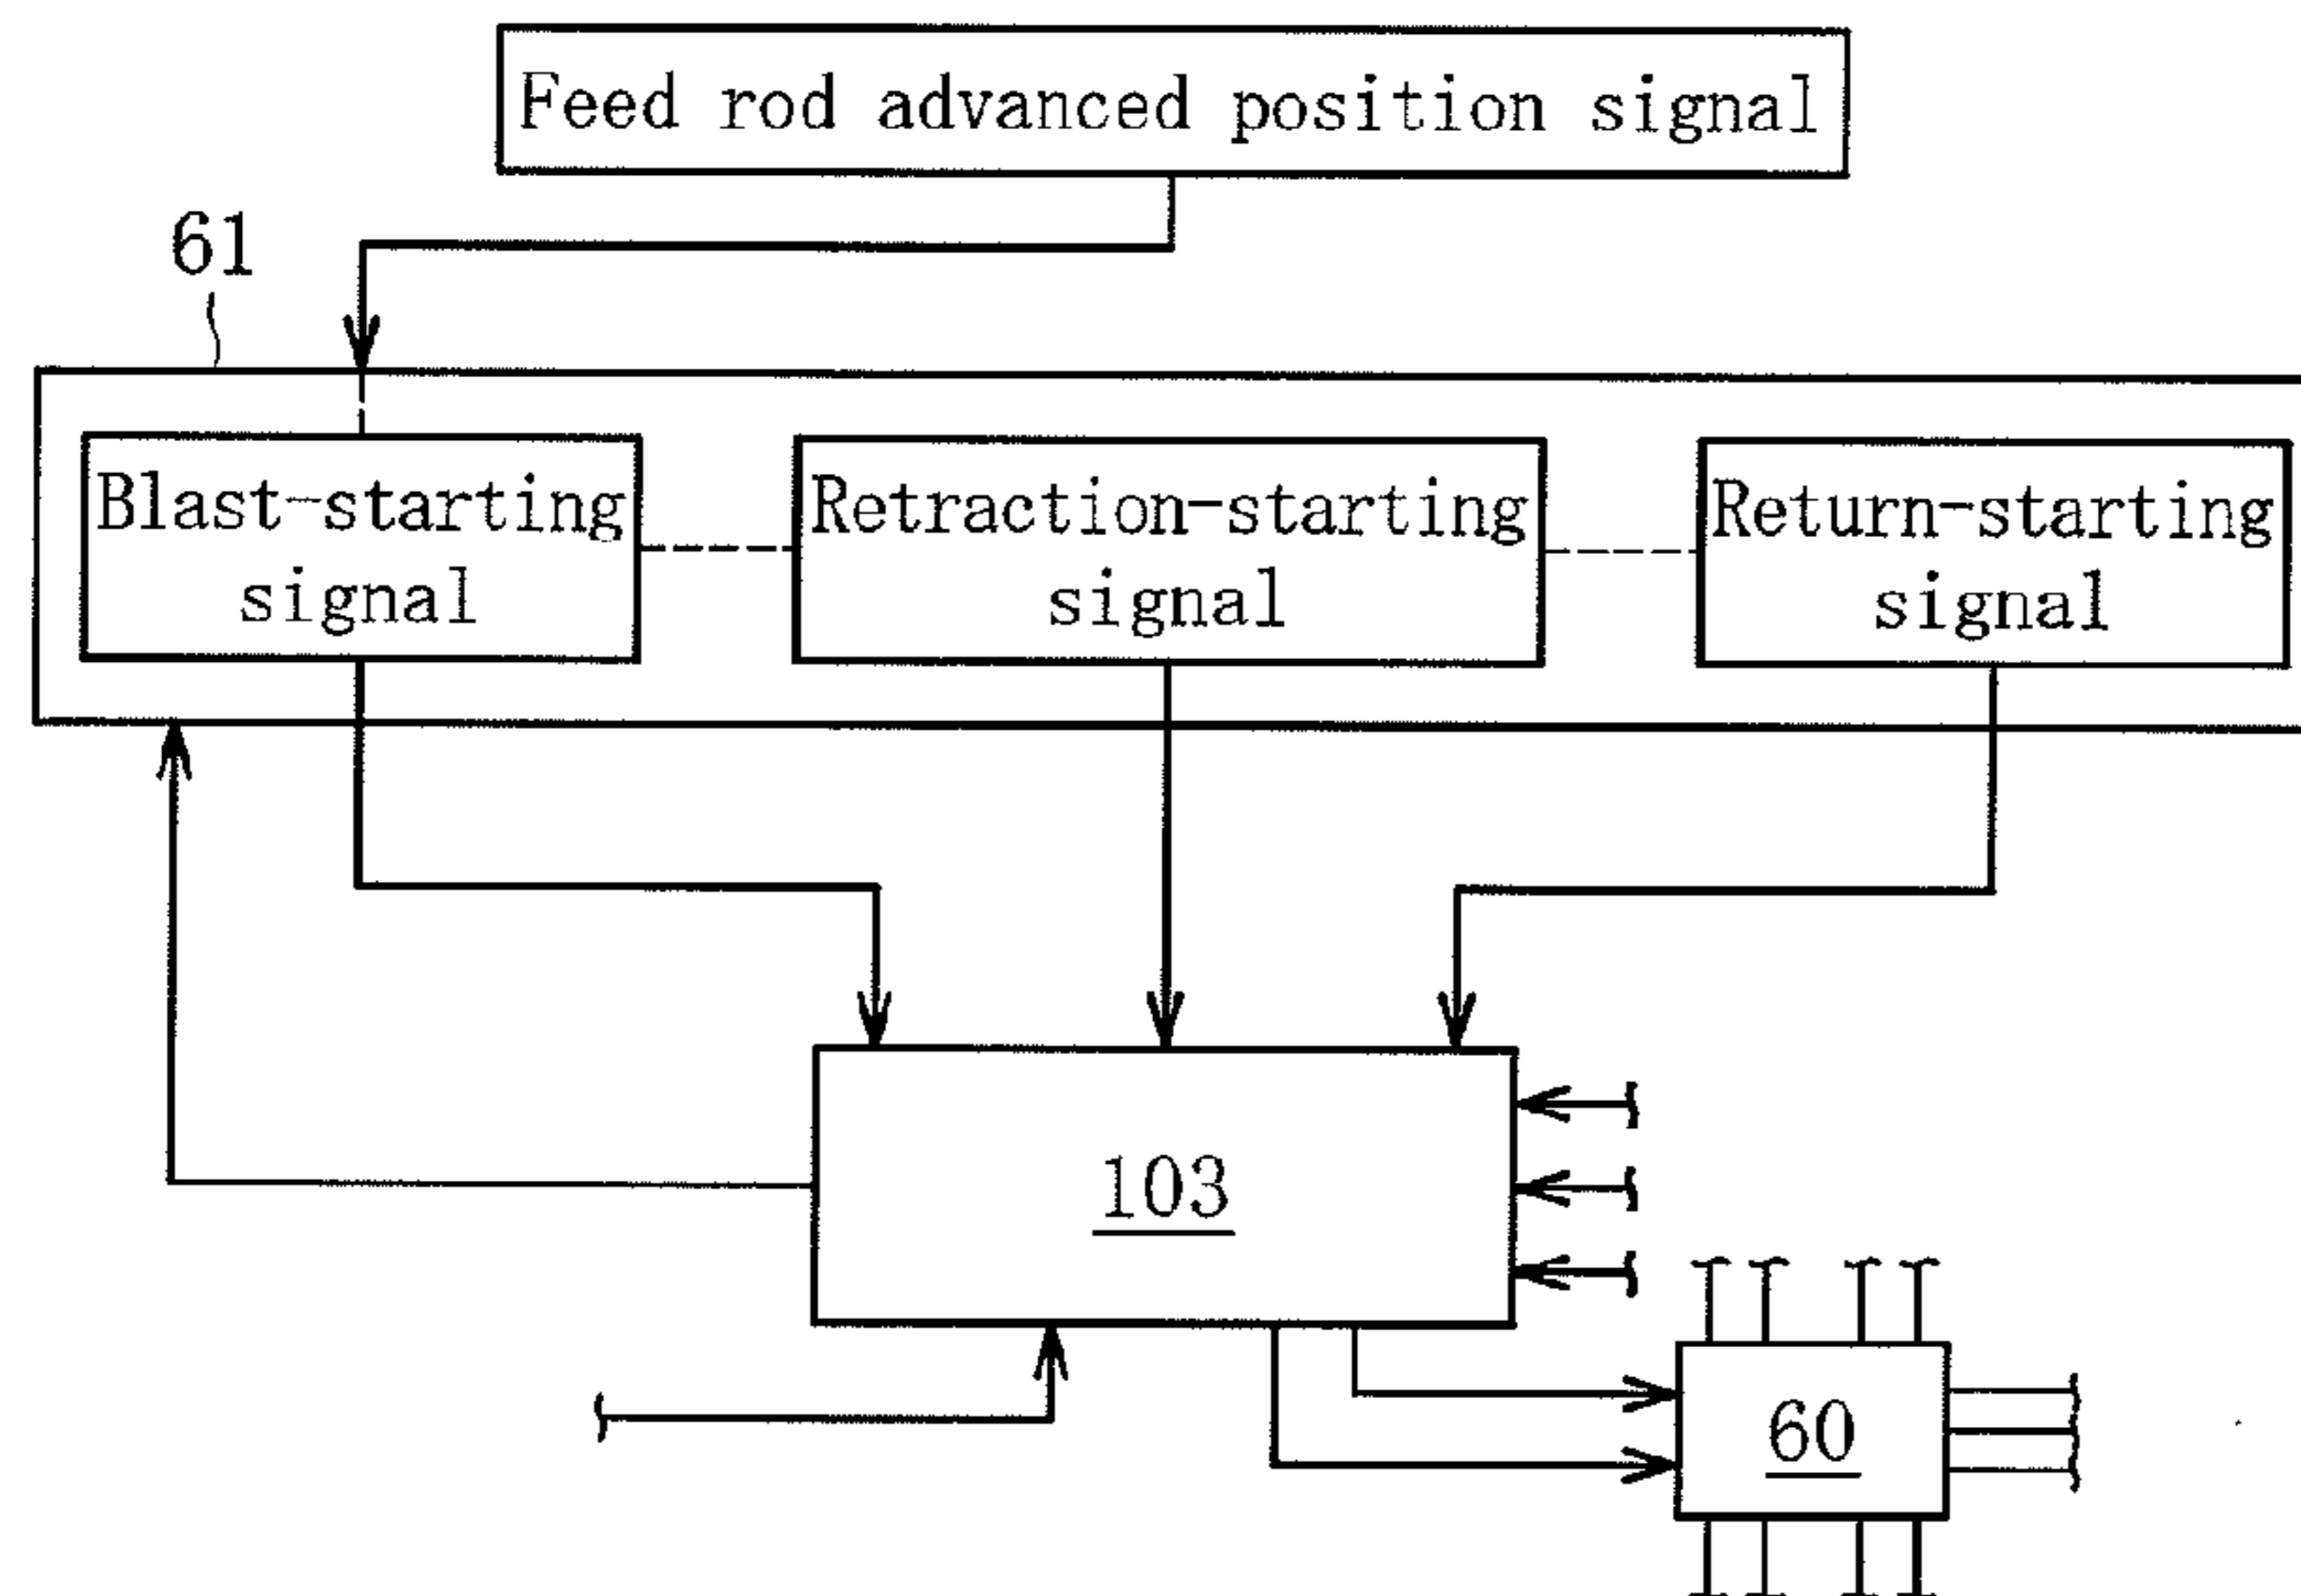 Feed rod advanced position signal
61
Blast-starting
signal
Retraction-starting
signal
Return-starting
signal
103
60